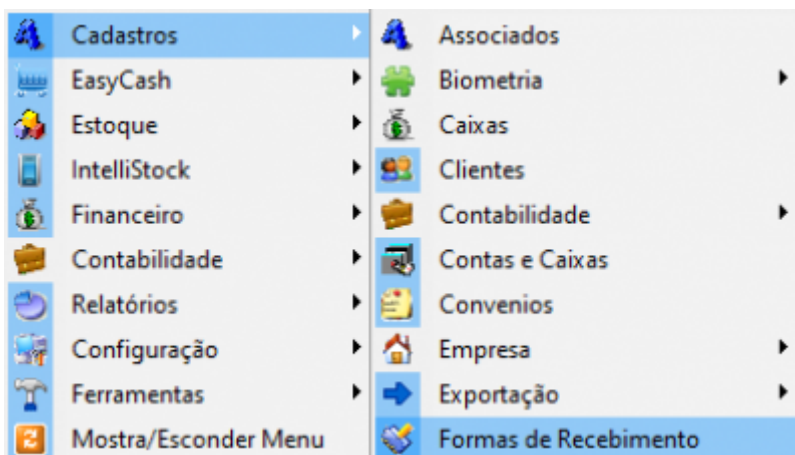 Cadastros
EasyCash
Estoque
IntelliStock
Financeiro
Contabilidade
Relatórios
Configuração
Ferramentas
Mostra/Esconder Menu
Associados
Biometria
Caixas
Clientes
Contabilidade
Contas e Caixas
Convenios
Empresa
Exportação
Formas de Recebimento